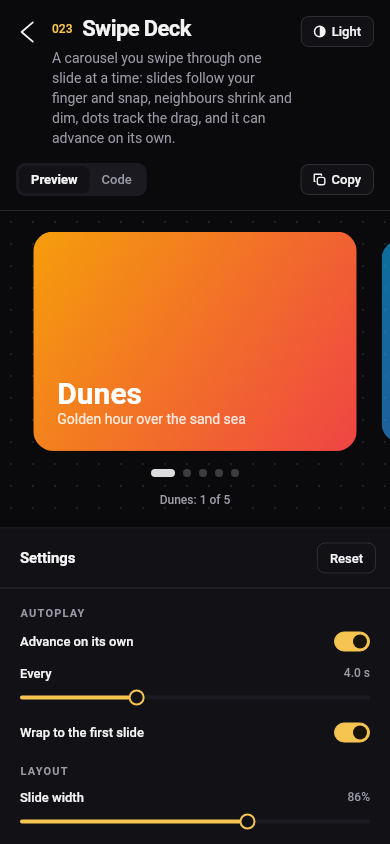 023 Swipe Deck
Light
A carousel you swipe through one
slide at a time: slides follow your
finger and snap, neighbours shrink and
dim, dots track the drag, and it can
advance on its own.
Preview Code
Copy
Dunes
Golden hour over the sand sea
Dunes: 1 of 5
Settings
Reset
AUTOPLAY
Advance on its own
Every 4.0 s
Wrap to the first slide
LAYOUT
Slide width 86%